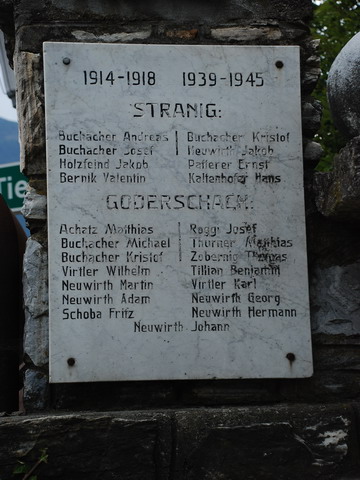 1914-1918 1939-1945
STRANIG:
Buchacher Andreas Buchacher Kristof
Buchacher Josef Neuwirth Jakob
Holzfeind Jakob Patterer Ernst
Bernik Valentin Kaltenhofer Hans
GODERSCHACH:
Achatz Matthias Roggi Josef
Buchacher Michael Thurner Matthias
Buchacher Kristof Zobernig Thomas
Virtler Wilhelm Tillian Benjamin
Neuwirth Martin Virtler Karl
Neuwirth Adam Neuwirth Georg
Schoba Fritz Neuwirth Hermann
Neuwirth Johann